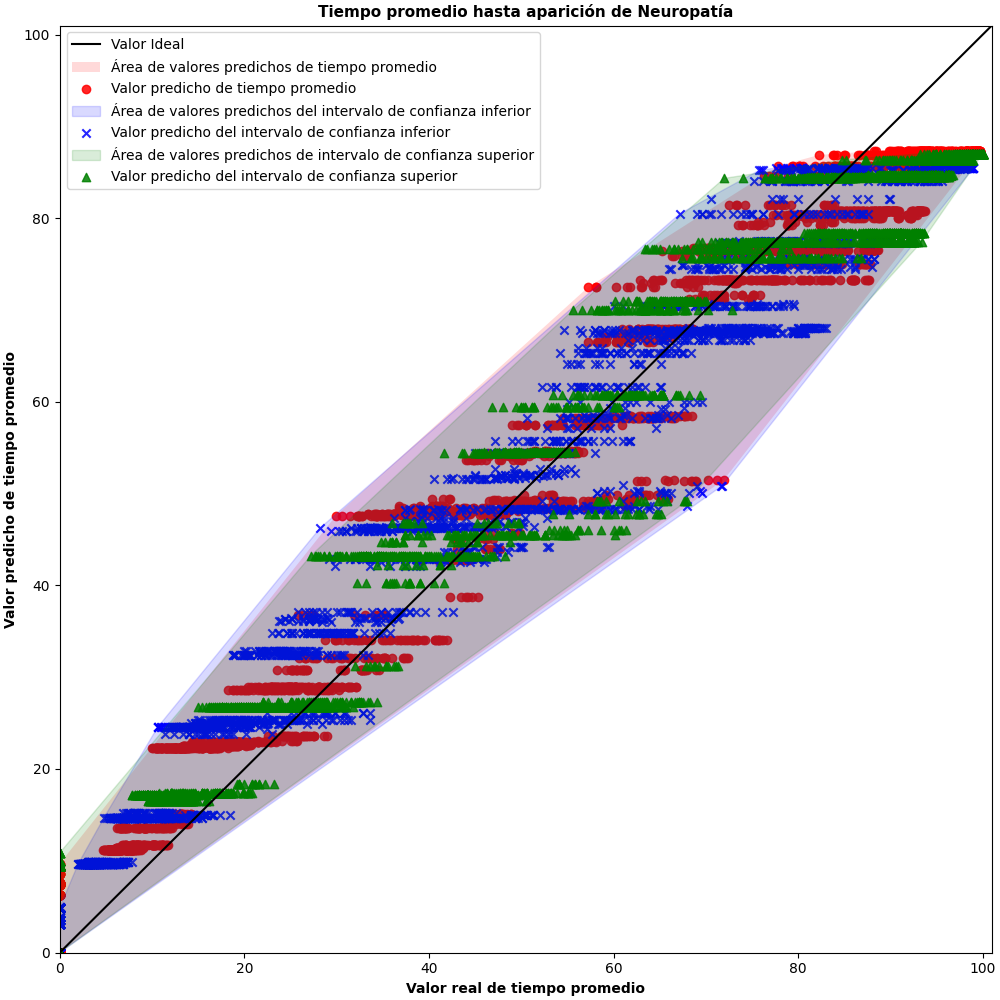 Tiempo promedio hasta aparición de Neuropatía
Valor Ideal
Área de valores predichos de tiempo promedio
Valor predicho de tiempo promedio
Área de valores predichos del intervalo de confianza inferior
Valor predicho del intervalo de confianza inferior
Área de valores predichos de intervalo de confianza superior
Valor predicho del intervalo de confianza superior
Valor predicho de tiempo promedio
100
80
60
40
20
0
0 20 40 60 80 100
Valor real de tiempo promedio